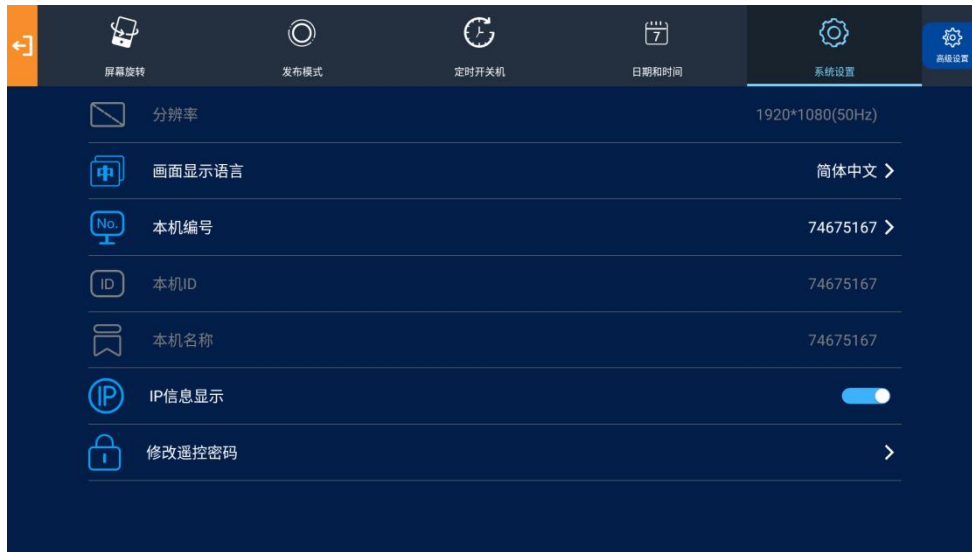 7
屏幕旋转
发布模式
定时开关机
日期和时间
系统设置
高级设置
分辨率 1920*1080(50Hz)
中 画面显示语言 简体中文
No. 本机编号 74675167
ID 本机ID 74675167
本机名称 74675167
IP IP信息显示
修改遥控密码